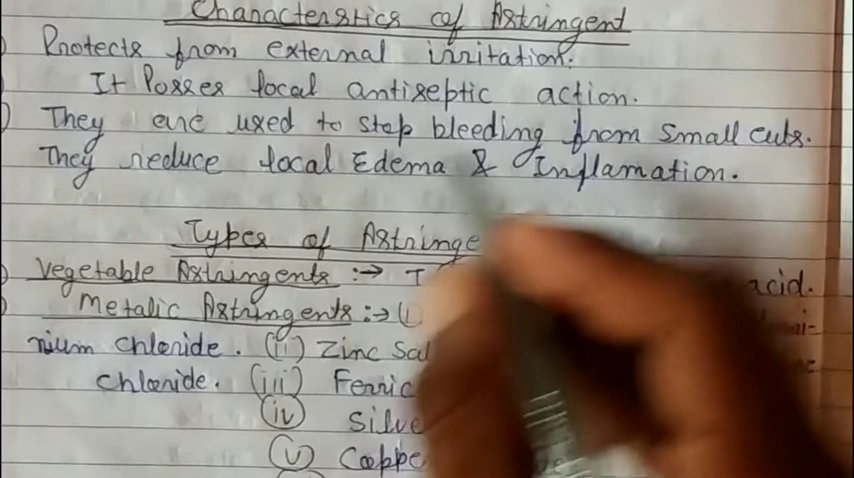 Characteristics of Astringent
Protects from external irritation.
It Posses local antiseptic action.
They are used to stop bleeding from small cuts.
They reduce local Edema & Inflamation.
Types of Astringe
Vegetable Astringents :→ acid.
Metalic Astringents :→ (i)
nium chloride. (ii) Zinc Sal
chloride. (iii) Ferric
(iv) Silve
(v) Coppe